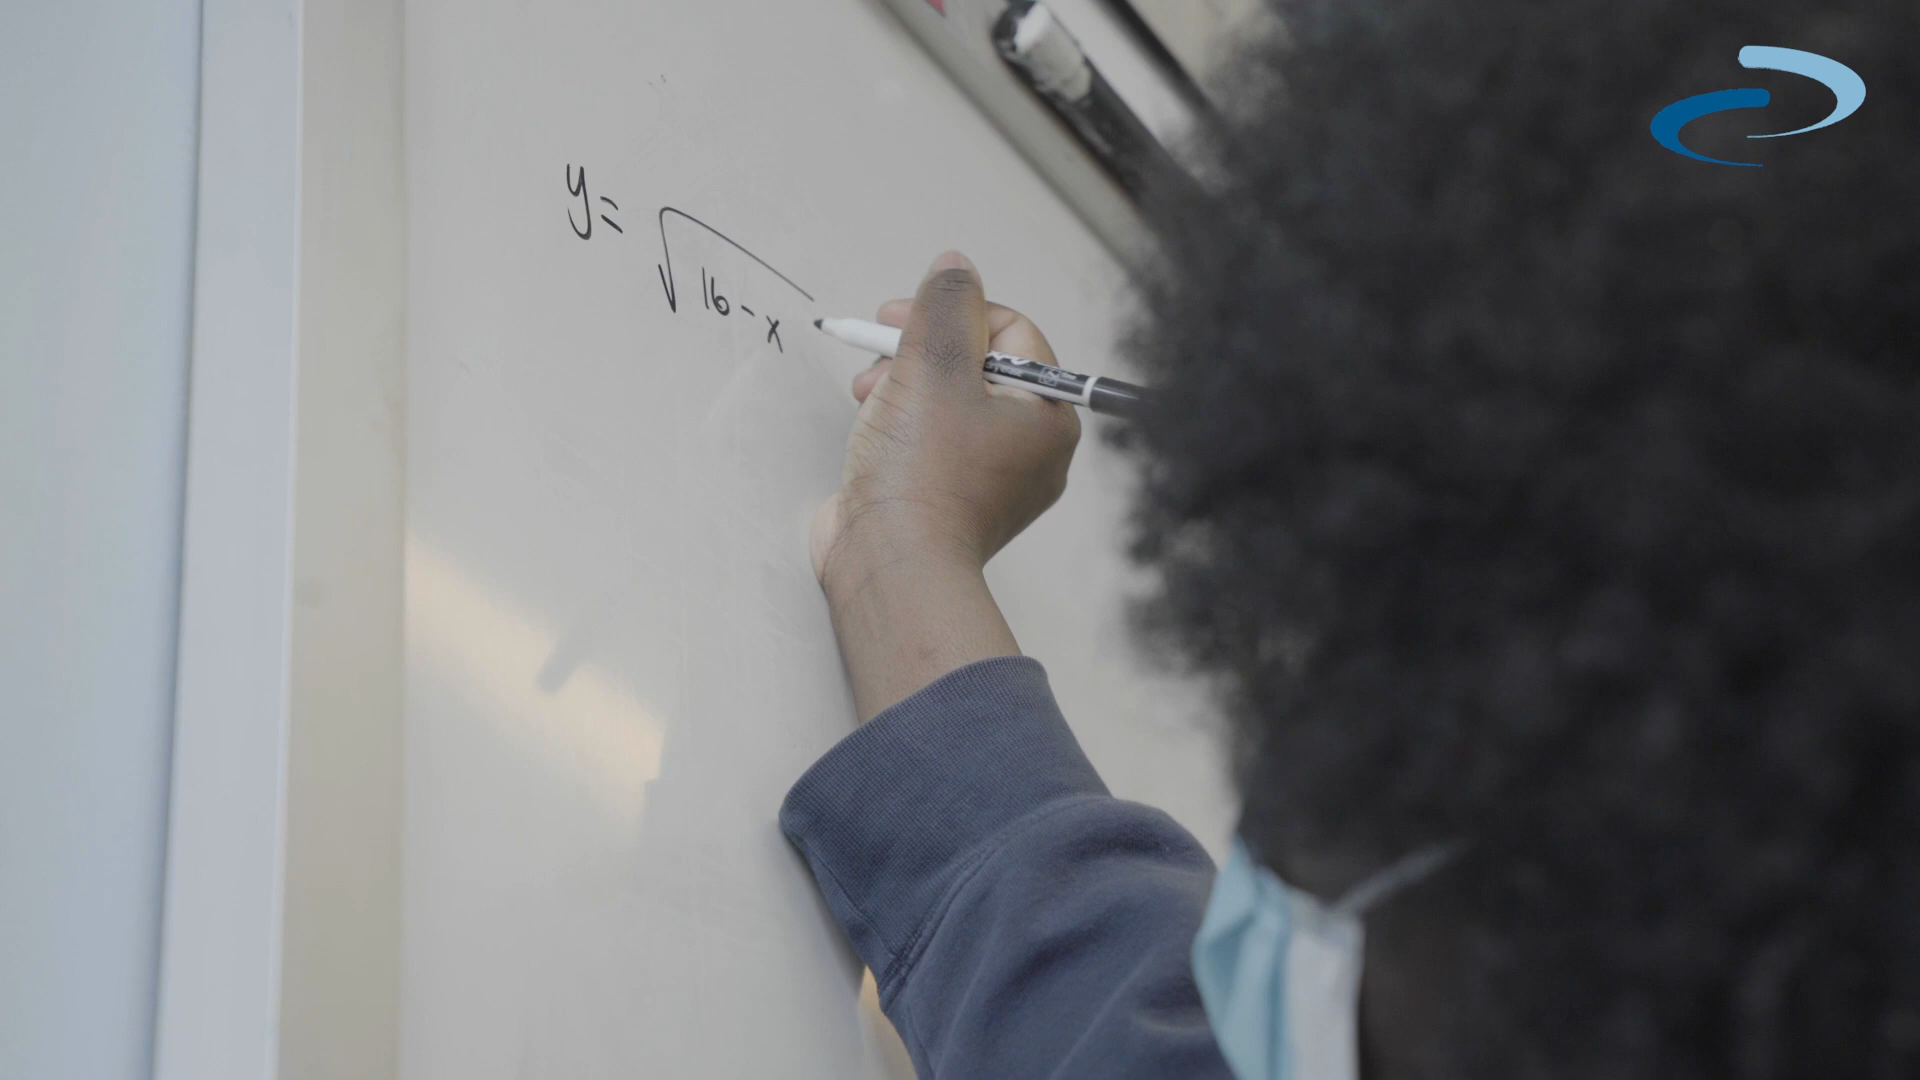 y = √16-x